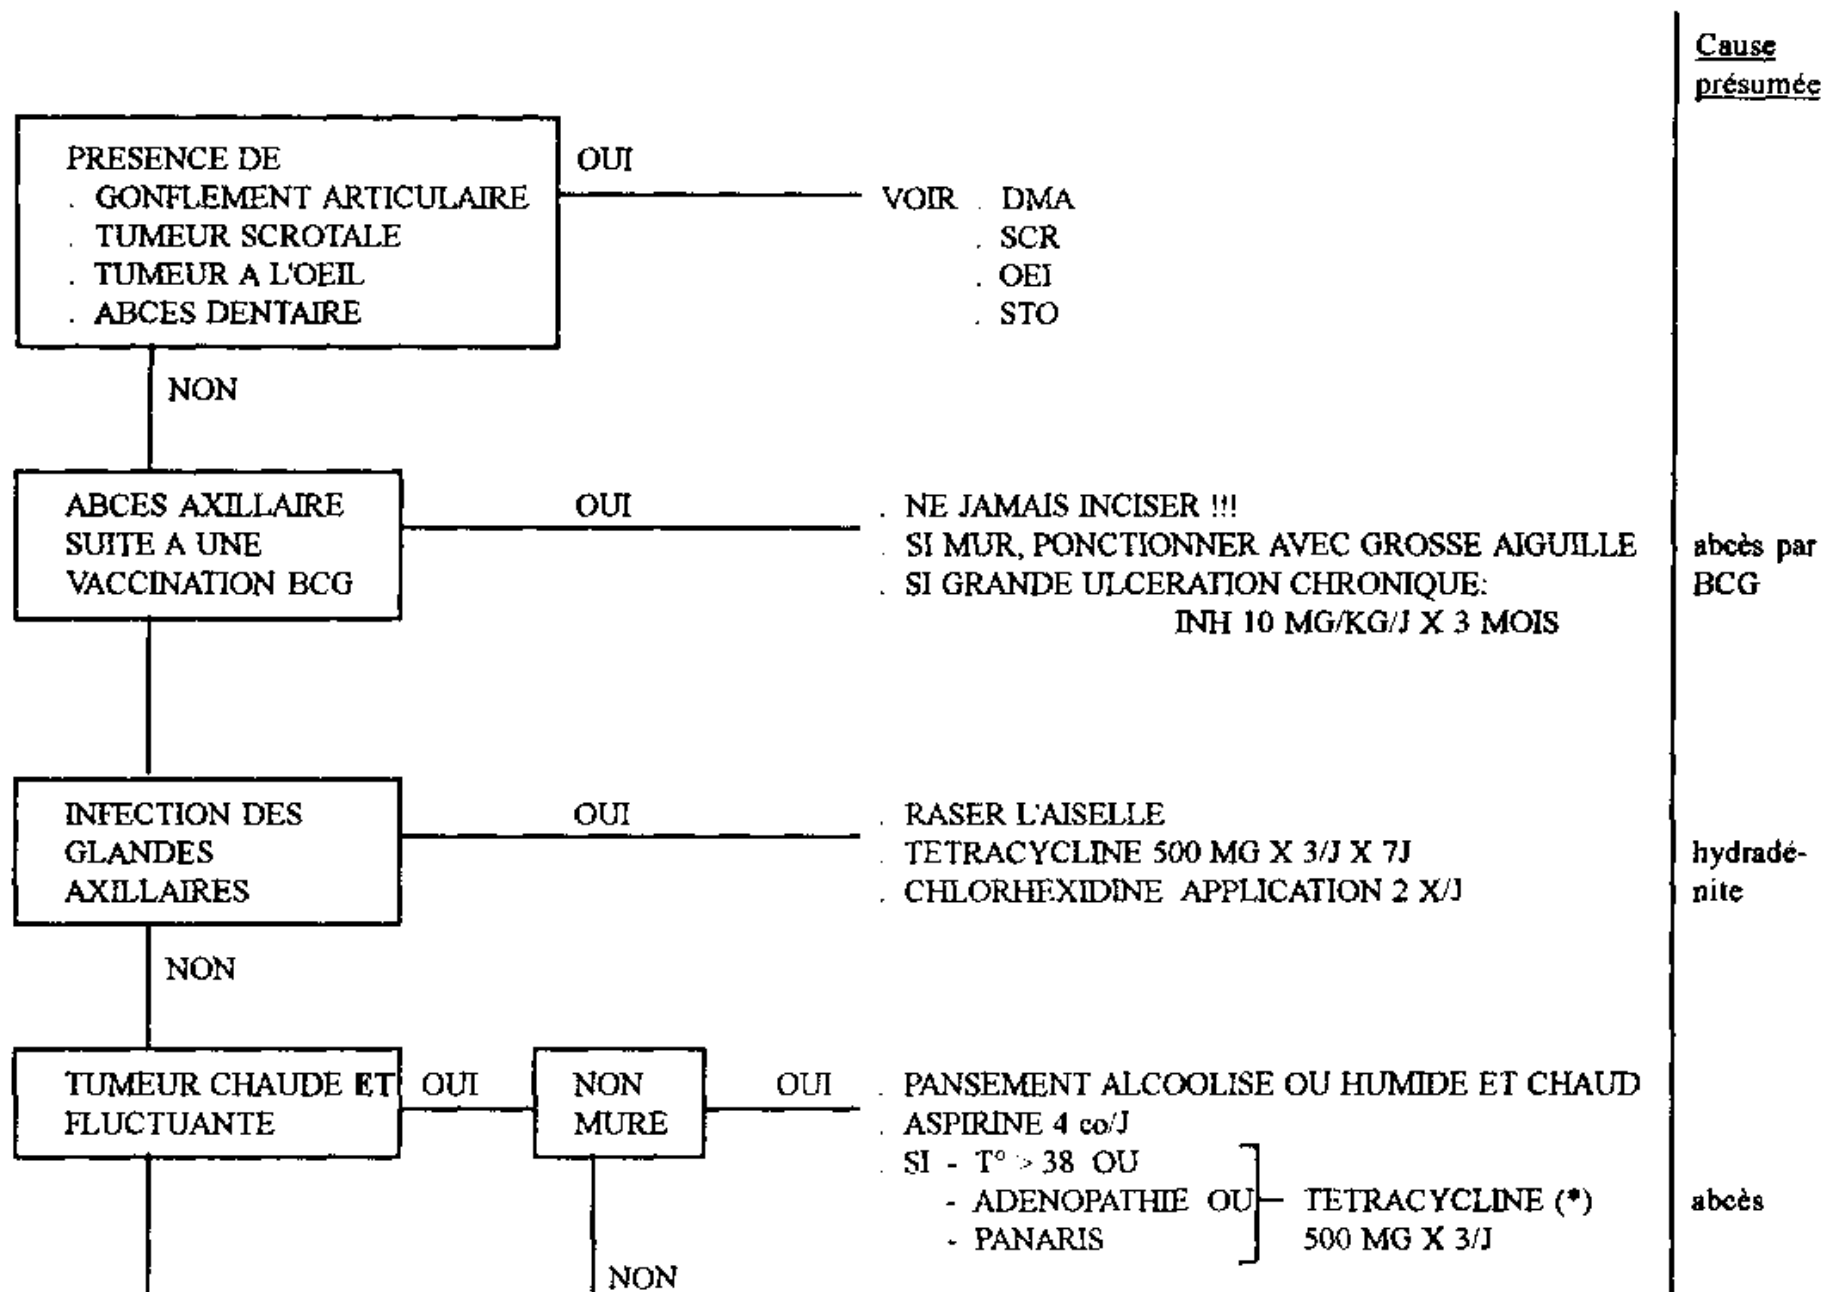 Cause
présumée
PRESENCE DE
. GONFLEMENT ARTICULAIRE
. TUMEUR SCROTALE
. TUMEUR A L'OEIL
. ABCES DENTAIRE
OUI
VOIR . DMA
. SCR
. OEI
. STO
NON
ABCES AXILLAIRE
SUITE A UNE
VACCINATION BCG
OUI
. NE JAMAIS INCISER !!!
. SI MUR, PONCTIONNER AVEC GROSSE AIGUILLE
. SI GRANDE ULCERATION CHRONIQUE:
INH 10 MG/KG/J X 3 MOIS
abcès par
BCG
INFECTION DES
GLANDES
AXILLAIRES
OUI
. RASER L'AISELLE
. TETRACYCLINE 500 MG X 3/J X 7J
. CHLORHEXIDINE APPLICATION 2 X/J
hydradé-
nite
NON
TUMEUR CHAUDE ET
FLUCTUANTE
OUI
NON
MURE
OUI
. PANSEMENT ALCOOLISE OU HUMIDE ET CHAUD
. ASPIRINE 4 co/J
. SI - T° > 38 OU
- ADENOPATHIE OU
- PANARIS
TETRACYCLINE (*)
500 MG X 3/J
abcès
NON